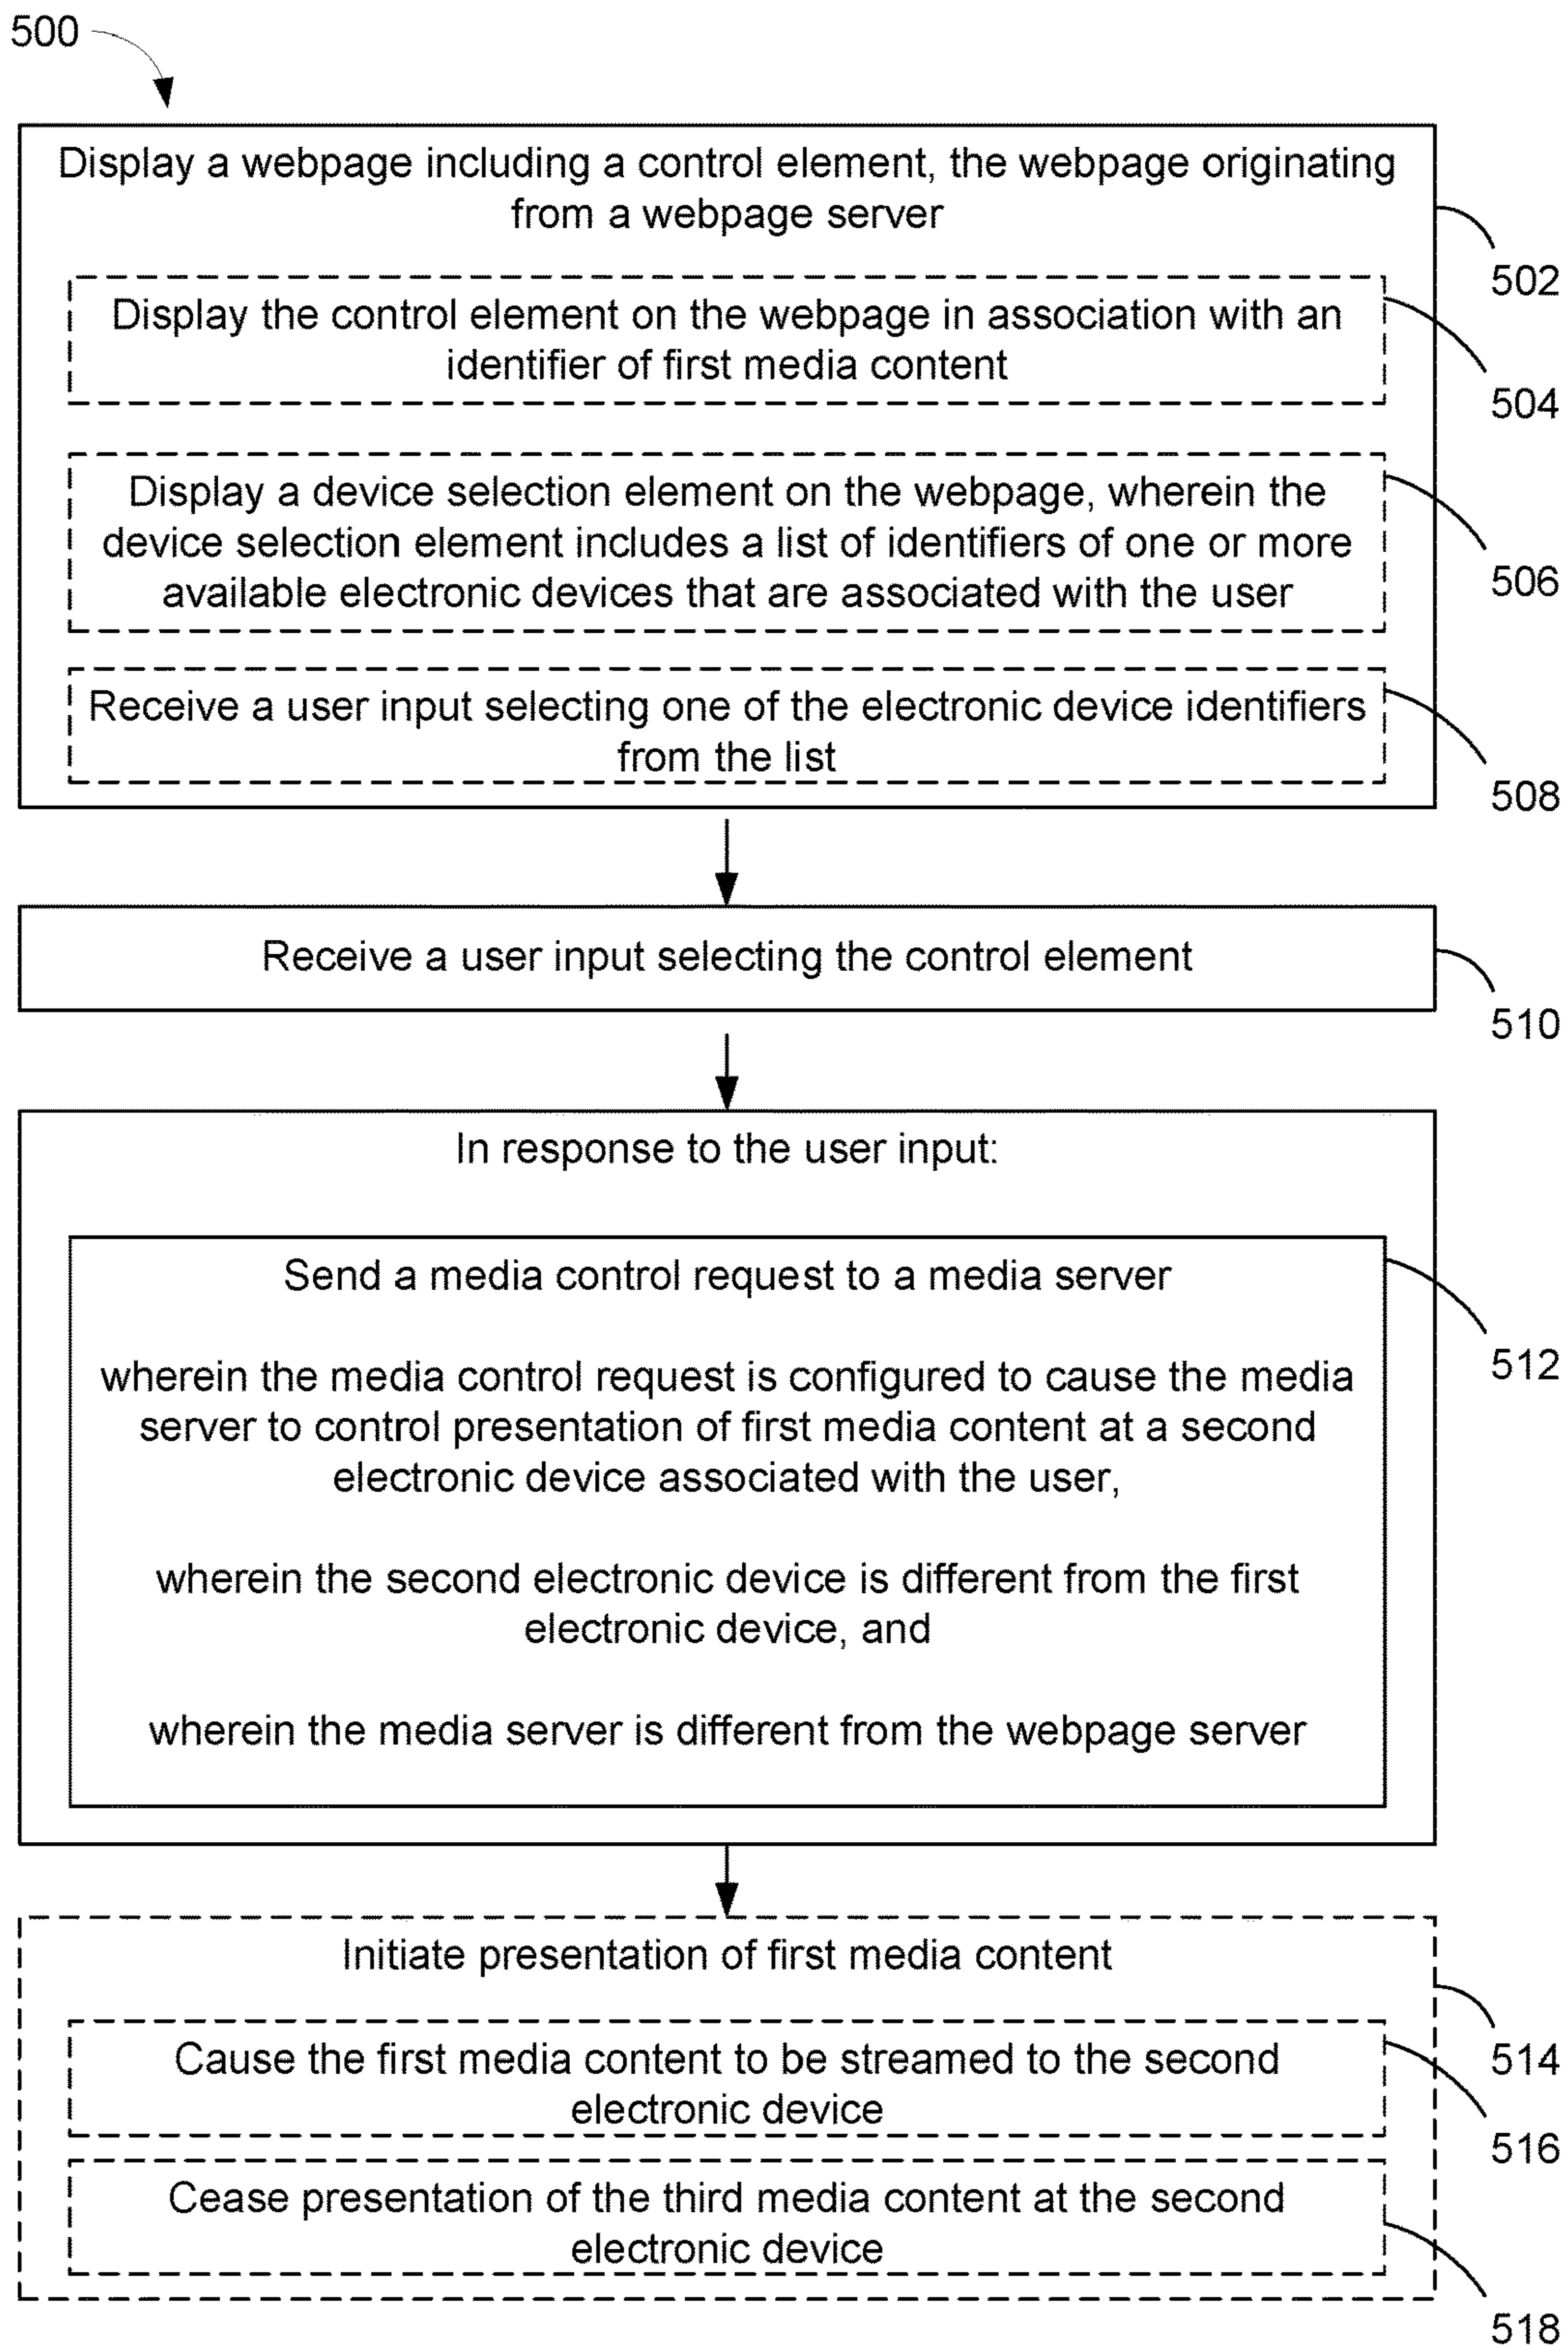 500
Display a webpage including a control element, the webpage originating
from a webpage server
502
Display the control element on the webpage in association with an
identifier of first media content
504
Display a device selection element on the webpage, wherein the
device selection element includes a list of identifiers of one or more
available electronic devices that are associated with the user
506
Receive a user input selecting one of the electronic device identifiers
from the list
508
Receive a user input selecting the control element
510
In response to the user input:
Send a media control request to a media server
512
wherein the media control request is configured to cause the media
server to control presentation of first media content at a second
electronic device associated with the user,
wherein the second electronic device is different from the first
electronic device, and
wherein the media server is different from the webpage server
Initiate presentation of first media content
514
Cause the first media content to be streamed to the second
electronic device
516
Cease presentation of the third media content at the second
electronic device
518